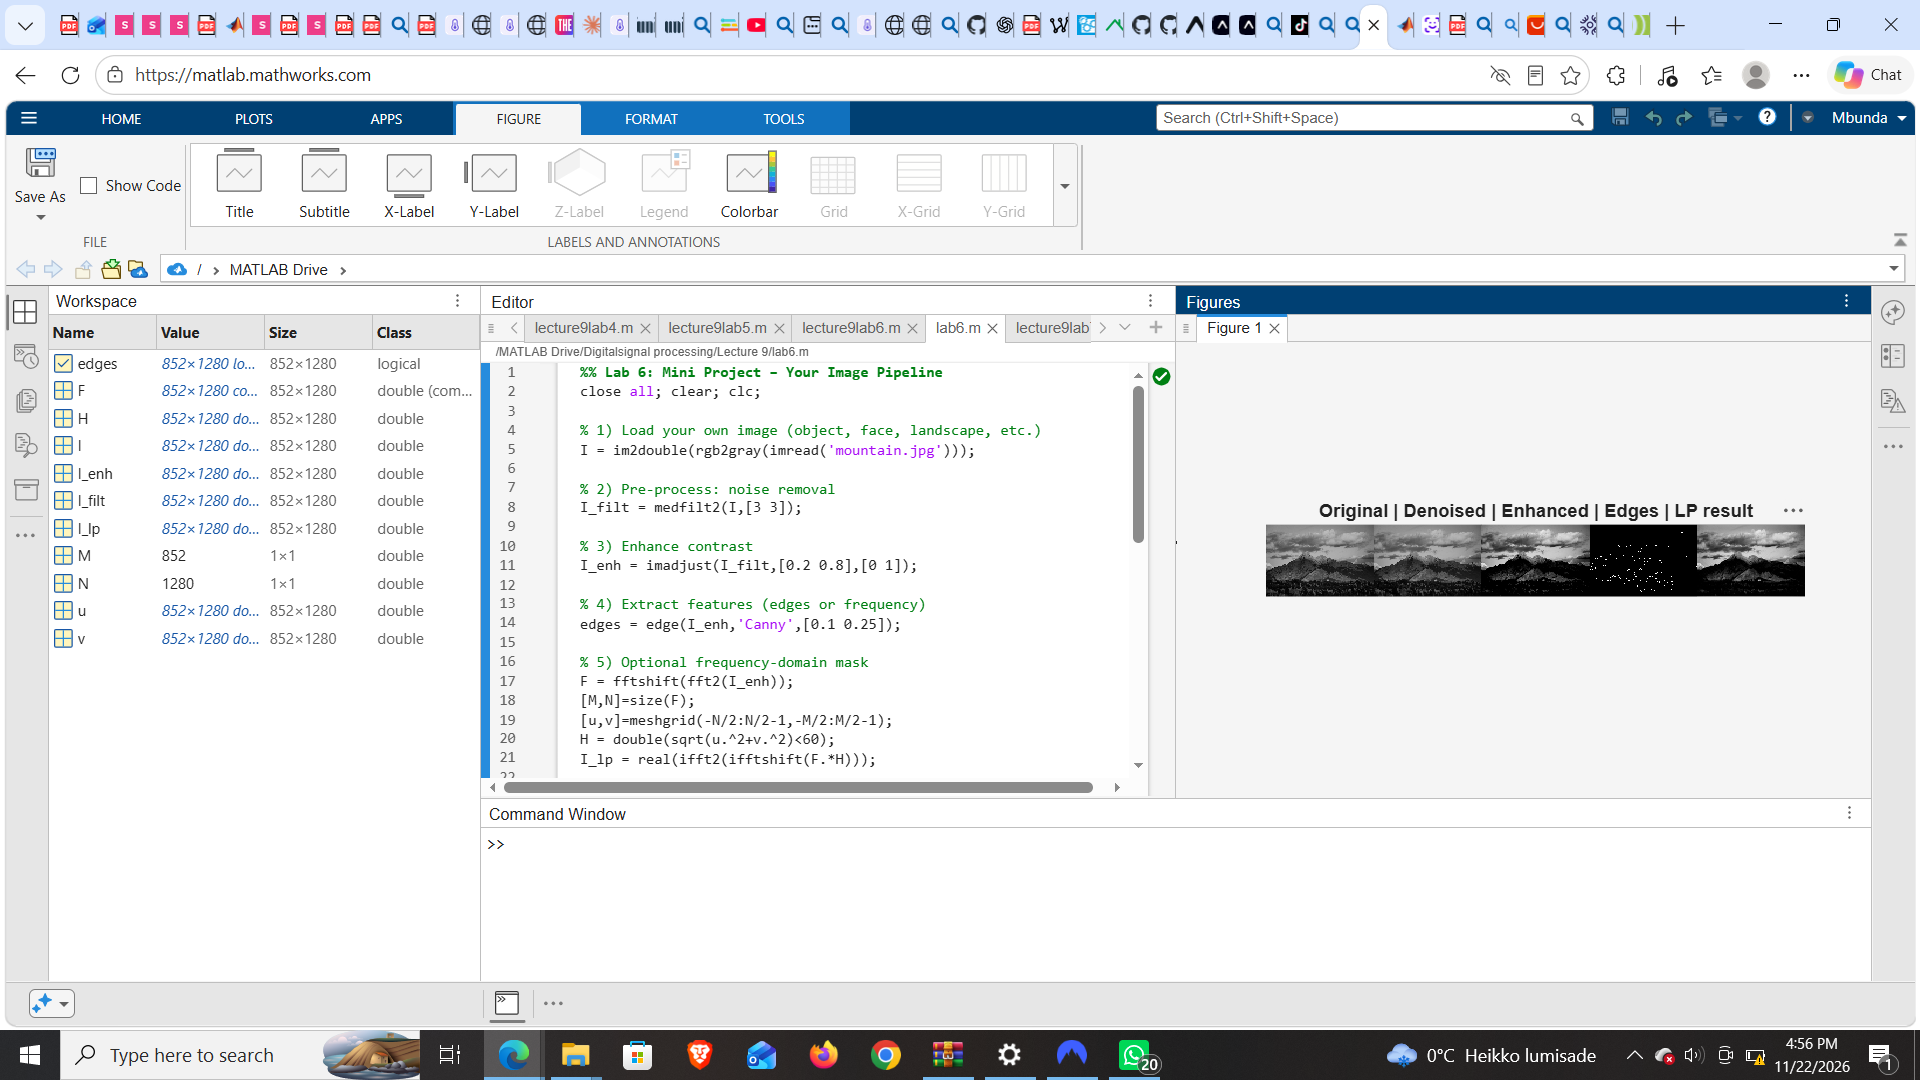 https://matlab.mathworks.com
Chat
HOME
PLOTS
APPS
FIGURE
FORMAT
TOOLS
Search (Ctrl+Shift+Space)
Mbunda
Save As
Show Code
Title
Subtitle
X-Label
Y-Label
Z-Label
Legend
Colorbar
Grid
X-Grid
Y-Grid
FILE
LABELS AND ANNOTATIONS
/ › MATLAB Drive ›
Workspace
Name Value Size Class
edges 852×1280 lo... 852×1280 logical
F 852×1280 co... 852×1280 double (com...
H 852×1280 do... 852×1280 double
I 852×1280 do... 852×1280 double
I_enh 852×1280 do... 852×1280 double
I_filt 852×1280 do... 852×1280 double
I_lp 852×1280 do... 852×1280 double
M 852 1×1 double
N 1280 1×1 double
u 852×1280 do... 852×1280 double
v 852×1280 do... 852×1280 double
Editor
lecture9lab4.m
lecture9lab5.m
lecture9lab6.m
lab6.m
lecture9lab
/MATLAB Drive/Digitalsignal processing/Lecture 9/lab6.m
1 %% Lab 6: Mini Project – Your Image Pipeline
2 close all; clear; clc;
3
4 % 1) Load your own image (object, face, landscape, etc.)
5 I = im2double(rgb2gray(imread('mountain.jpg')));
6
7 % 2) Pre-process: noise removal
8 I_filt = medfilt2(I,[3 3]);
9
10 % 3) Enhance contrast
11 I_enh = imadjust(I_filt,[0.2 0.8],[0 1]);
12
13 % 4) Extract features (edges or frequency)
14 edges = edge(I_enh,'Canny',[0.1 0.25]);
15
16 % 5) Optional frequency-domain mask
17 F = fftshift(fft2(I_enh));
18 [M,N]=size(F);
19 [u,v]=meshgrid(-N/2:N/2-1,-M/2:M/2-1);
20 H = double(sqrt(u.^2+v.^2)<60);
21 I_lp = real(ifft2(ifftshift(F.*H)));
22
Figures
Figure 1
Original | Denoised | Enhanced | Edges | LP result
Command Window
>>
Type here to search
20
0°C Heikko lumisade
4:56 PM
11/22/2026
1